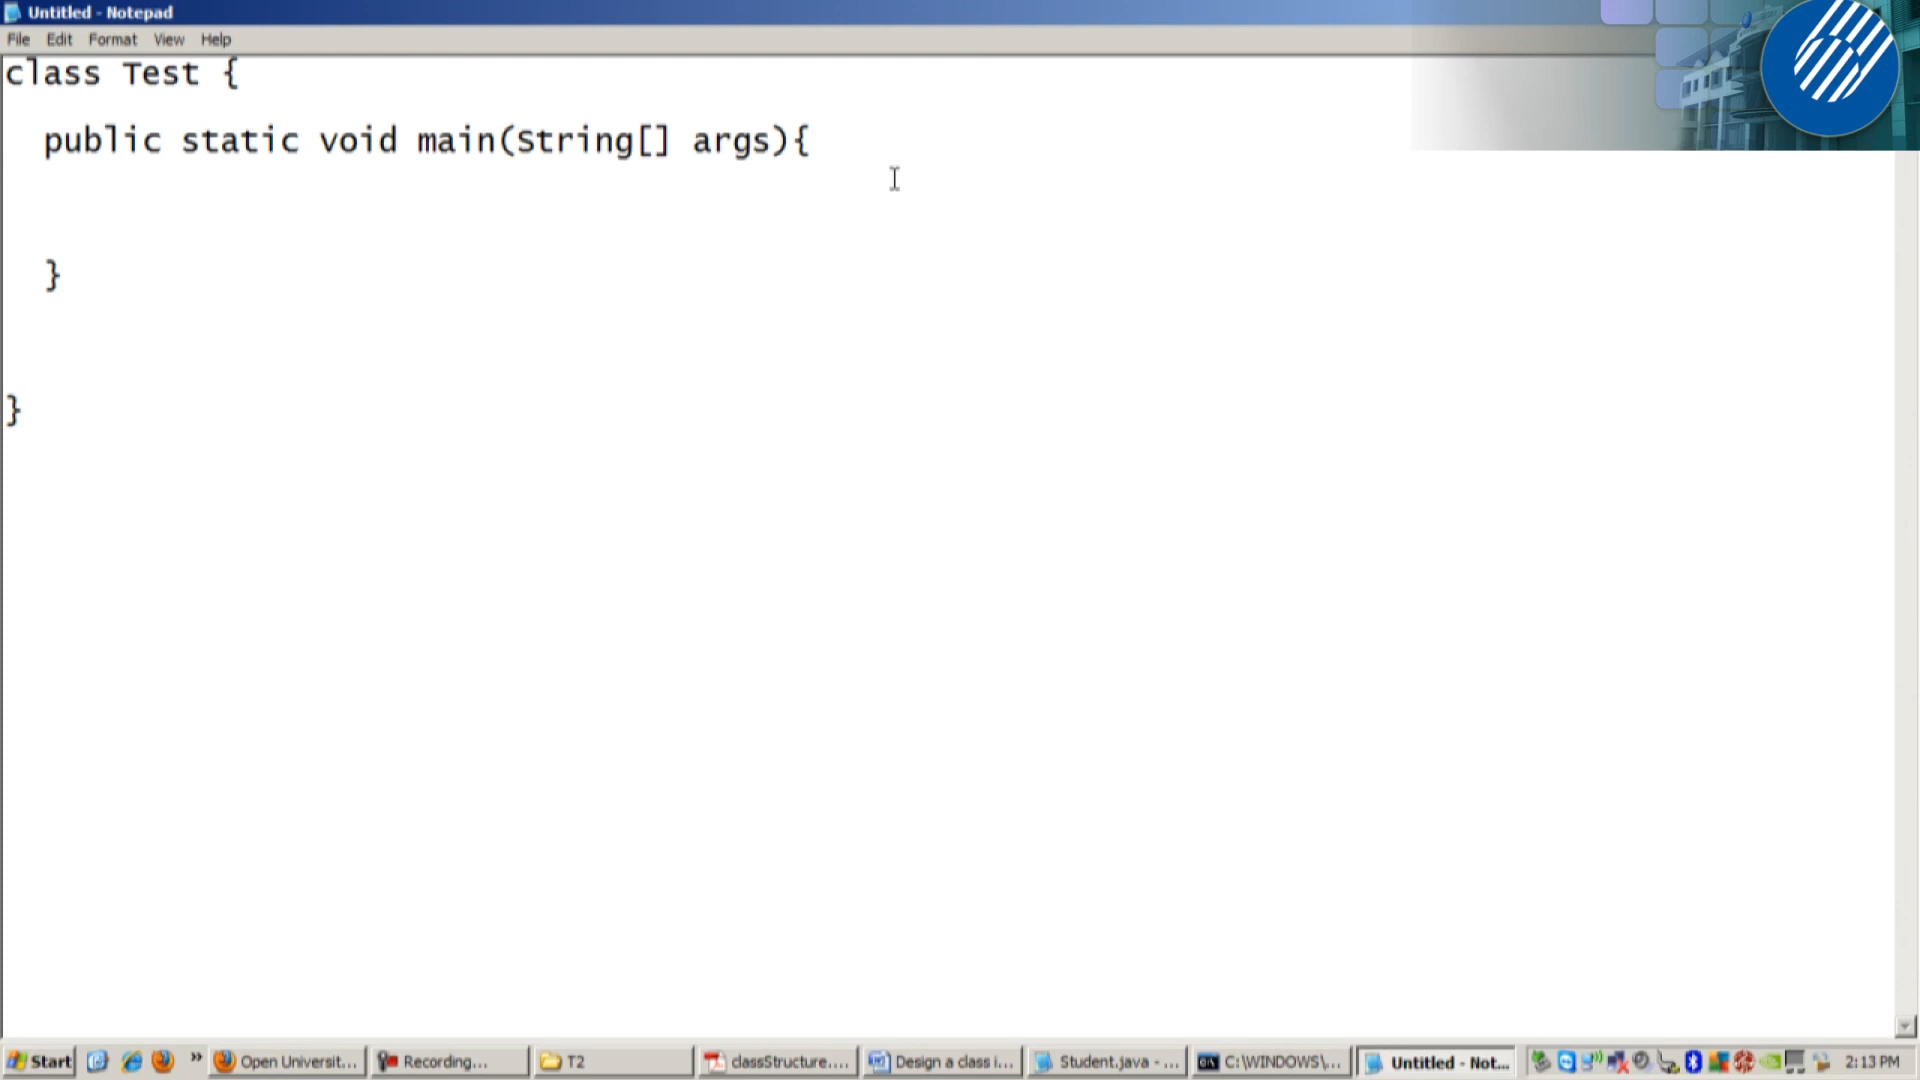 Untitled - Notepad
File Edit Format View Help
class Test {
public static void main(String[] args){
}
}
Start » Open Universit... Recording... T2 classStructure.... Design a class i... Student.java - ... C:\WINDOWS\... Untitled - Not... 2:13 PM